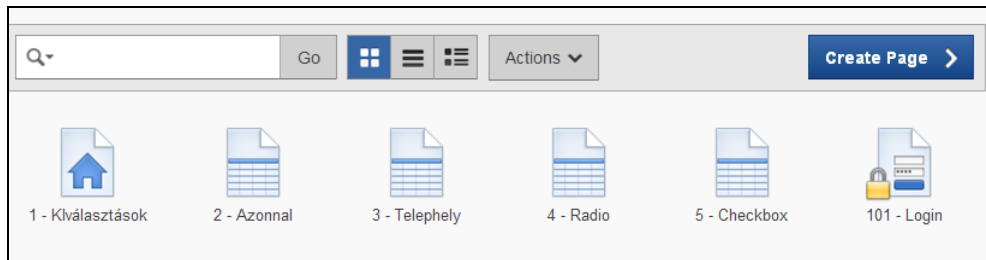 Go
Actions
Create Page
1 - KIválasztások
2 - Azonnal
3 - Telephely
4 - Radio
5 - Checkbox
101 - Login